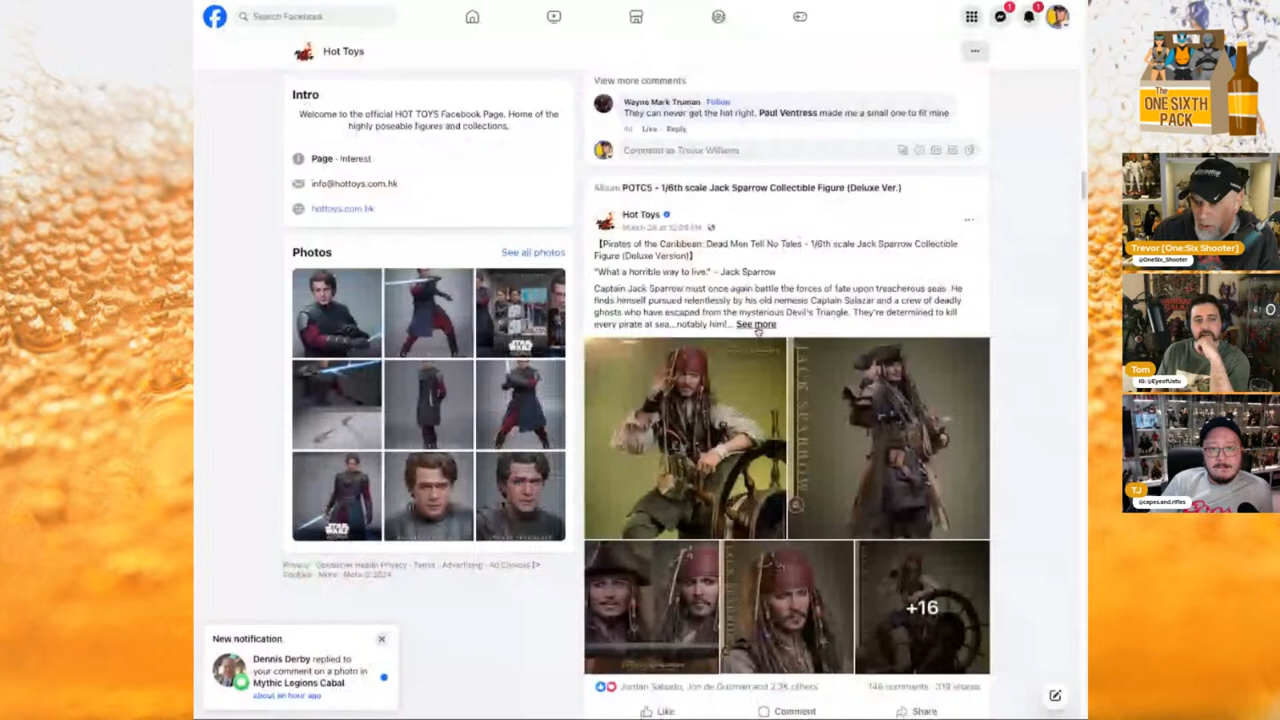 Search Facebook
1
1
Hot Toys
Intro
Welcome to the official HOT TOYS Facebook Page. Home of the
highly poseable figures and collections.
Page · Interest
info@hottoys.com.hk
hottoys.com.hk
Photos
See all photos
STAR
WARS
STAR
WARS
Privacy · Consumer Health Privacy · Terms · Advertising · Ad Choices
Cookies · More · Meta © 2024
New notification
Dennis Derby replied to
your comment on a photo in
Mythic Legions Cabal
about an hour ago
View more comments
Wayne Mark Truman Follow
They can never get the hat right. Paul Ventress made me a small one to fit mine
4d Like Reply
Comment as Trevor Williams
Album POTC5 - 1/6th scale Jack Sparrow Collectible Figure (Deluxe Ver.)
Hot Toys
【Pirates of the Caribbean: Dead Men Tell No Tales - 1/6th scale Jack Sparrow Collectible
Figure (Deluxe Version)】
"What a horrible way to live." – Jack Sparrow
Captain Jack Sparrow must once again battle the forces of fate upon treacherous seas. He
finds himself pursued relentlessly by his old nemesis Captain Salazar and a crew of deadly
ghosts who have escaped from the mysterious Devil's Triangle. They're determined to kill
every pirate at sea...notably him!... See more
JACK SPARROW
+16
Jordan Salsado, Jon de Guzman and 2.3K others
146 comments 319 shares
Like
Comment
Share
The
ONE SIXTH
PACK
Trevor [One:Six Shooter]
@OneSix_Shooter
Tom
IG: @EyeofUatu
TJ
@capes.and.rifles